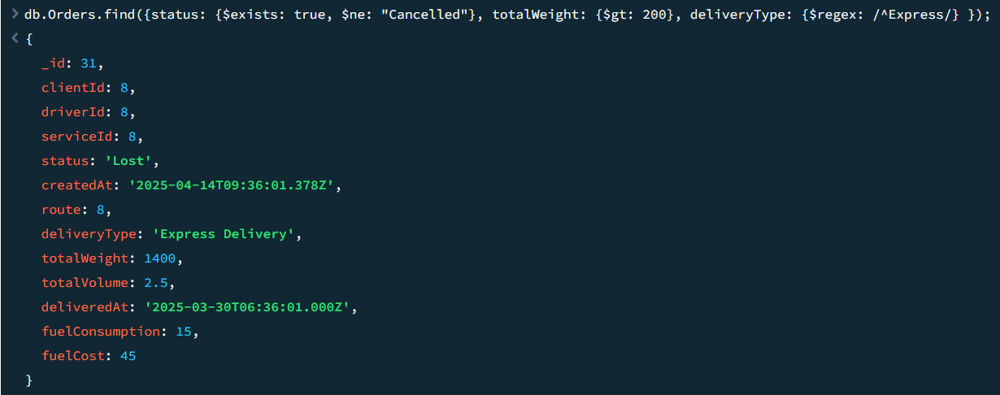 > db.Orders.find({status: {$exists: true, $ne: "Cancelled"}, totalWeight: {$gt: 200}, deliveryType: {$regex: /^Express/} });
< {
_id: 31,
clientId: 8,
driverId: 8,
serviceId: 8,
status: 'Lost',
createdAt: '2025-04-14T09:36:01.378Z',
route: 8,
deliveryType: 'Express Delivery',
totalWeight: 1400,
totalVolume: 2.5,
deliveredAt: '2025-03-30T06:36:01.000Z',
fuelConsumption: 15,
fuelCost: 45
}